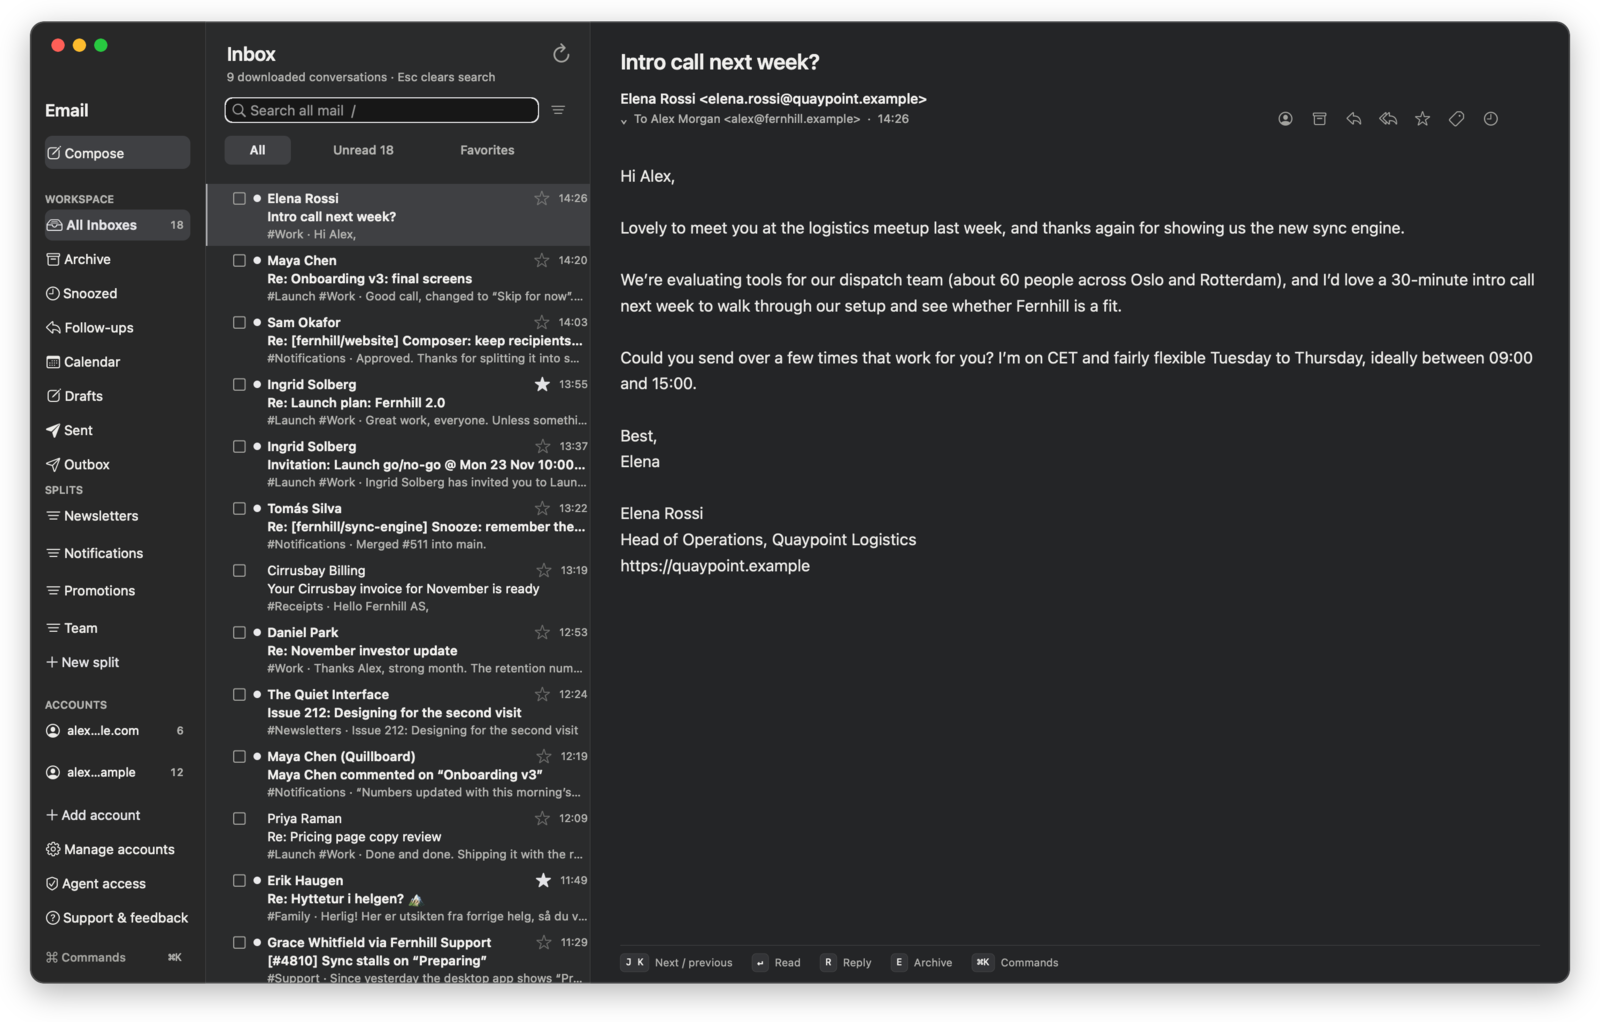 Email
Compose
WORKSPACE
All Inboxes 18
Archive
Snoozed
Follow-ups
Calendar
Drafts
Sent
Outbox
SPLITS
Newsletters
Notifications
Promotions
Team
New split
ACCOUNTS
alex...le.com 6
alex...ample 12
Add account
Manage accounts
Agent access
Support & feedback
Commands ⌘K
Inbox
9 downloaded conversations · Esc clears search
Search all mail /
All Unread 18 Favorites
Elena Rossi 14:26
Intro call next week?
#Work · Hi Alex,
Maya Chen 14:20
Re: Onboarding v3: final screens
#Launch #Work · Good call, changed to “Skip for now”....
Sam Okafor 14:03
Re: [fernhill/website] Composer: keep recipients...
#Notifications · Approved. Thanks for splitting it into s...
Ingrid Solberg 13:55
Re: Launch plan: Fernhill 2.0
#Launch #Work · Great work, everyone. Unless somethi...
Ingrid Solberg 13:37
Invitation: Launch go/no-go @ Mon 23 Nov 10:00...
#Launch #Work · Ingrid Solberg has invited you to Laun...
Tomás Silva 13:22
Re: [fernhill/sync-engine] Snooze: remember the...
#Notifications · Merged #511 into main.
Cirrusbay Billing 13:19
Your Cirrusbay invoice for November is ready
#Receipts · Hello Fernhill AS,
Daniel Park 12:53
Re: November investor update
#Work · Thanks Alex, strong month. The retention num...
The Quiet Interface 12:24
Issue 212: Designing for the second visit
#Newsletters · Issue 212: Designing for the second visit
Maya Chen (Quillboard) 12:19
Maya Chen commented on “Onboarding v3”
#Notifications · “Numbers updated with this morning’s...
Priya Raman 12:09
Re: Pricing page copy review
#Launch #Work · Done and done. Shipping it with the r...
Erik Haugen 11:49
Re: Hyttetur i helgen? 🏔️
#Family · Herlig! Her er utsikten fra forrige helg, så du v...
Grace Whitfield via Fernhill Support 11:29
[#4810] Sync stalls on “Preparing”
#Support · Since yesterday the desktop app shows “Pr...
Intro call next week?
Elena Rossi <elena.rossi@quaypoint.example>
To Alex Morgan <alex@fernhill.example> · 14:26
Hi Alex,
Lovely to meet you at the logistics meetup last week, and thanks again for showing us the new sync engine.
We’re evaluating tools for our dispatch team (about 60 people across Oslo and Rotterdam), and I’d love a 30-minute intro call
next week to walk through our setup and see whether Fernhill is a fit.
Could you send over a few times that work for you? I’m on CET and fairly flexible Tuesday to Thursday, ideally between 09:00
and 15:00.
Best,
Elena
Elena Rossi
Head of Operations, Quaypoint Logistics
https://quaypoint.example
J K Next / previous ↵ Read R Reply E Archive ⌘K Commands